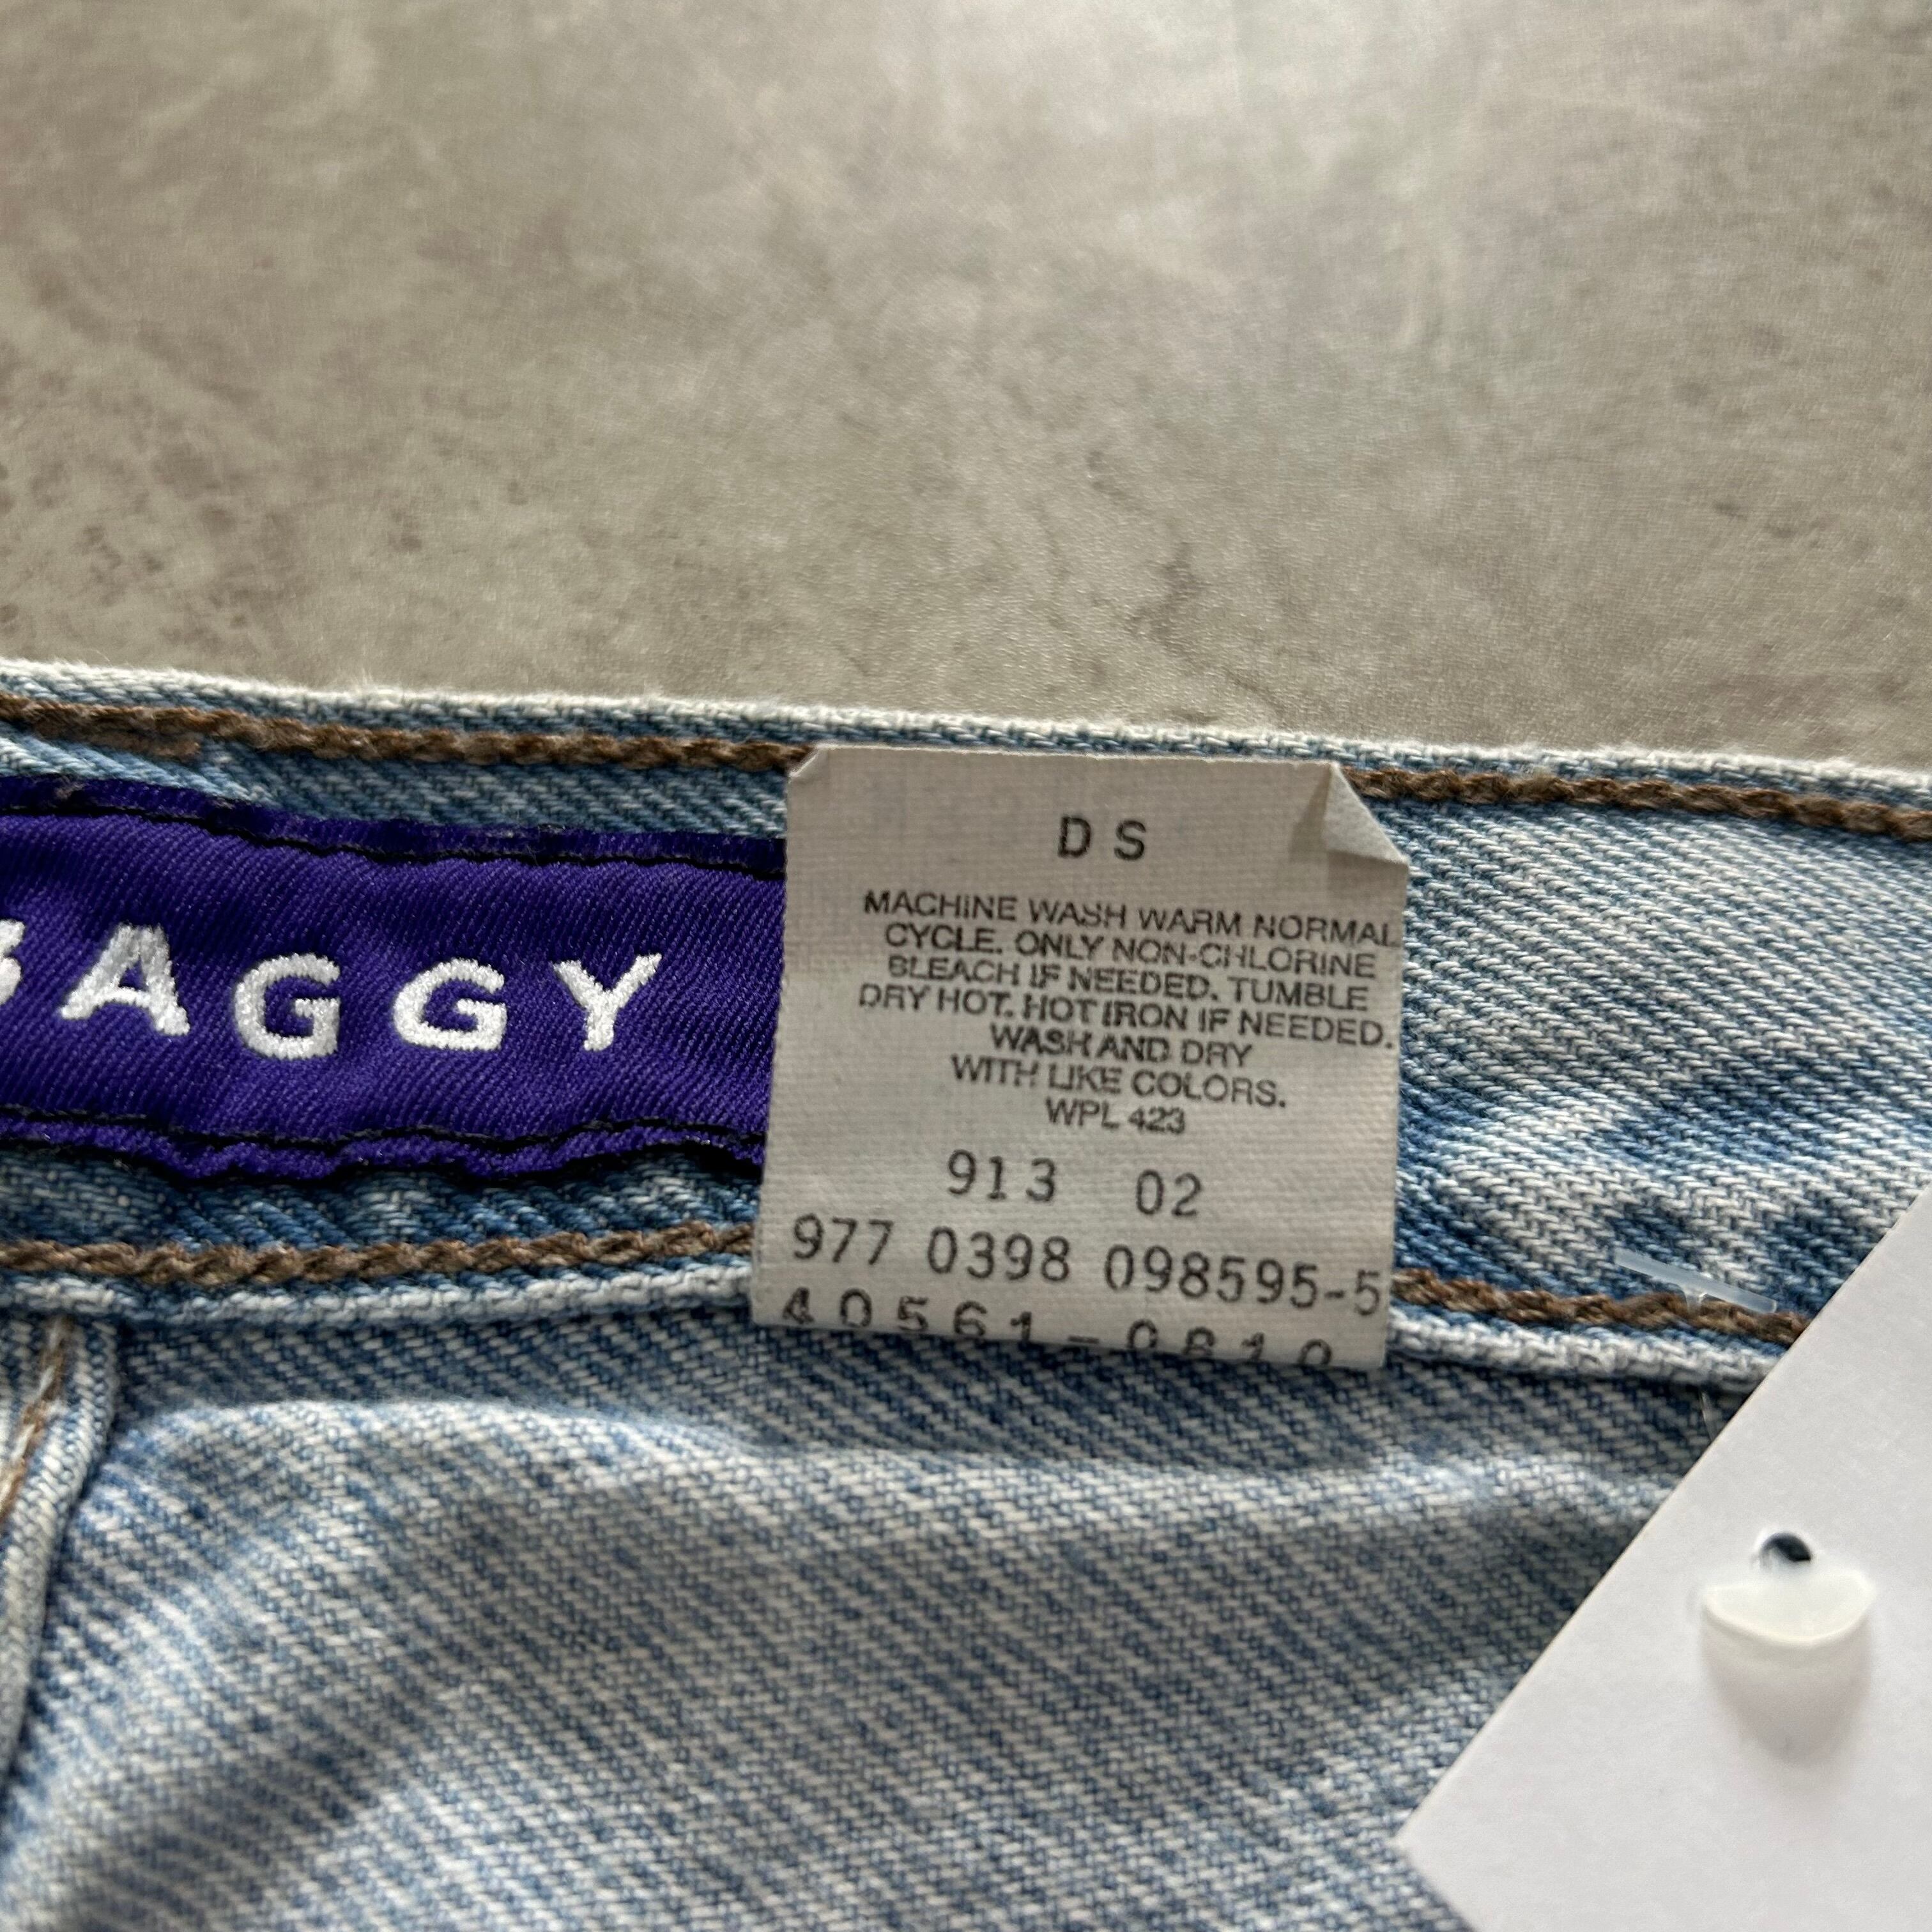 BAGGY
DS
MACHINE WASH WARM NORMAL
CYCLE. ONLY NON-CHLORINE
BLEACH IF NEEDED. TUMBLE
DRY HOT. HOT IRON IF NEEDED.
WASH AND DRY
WITH LIKE COLORS.
WPL 423
913 02
977 0398 098595-5